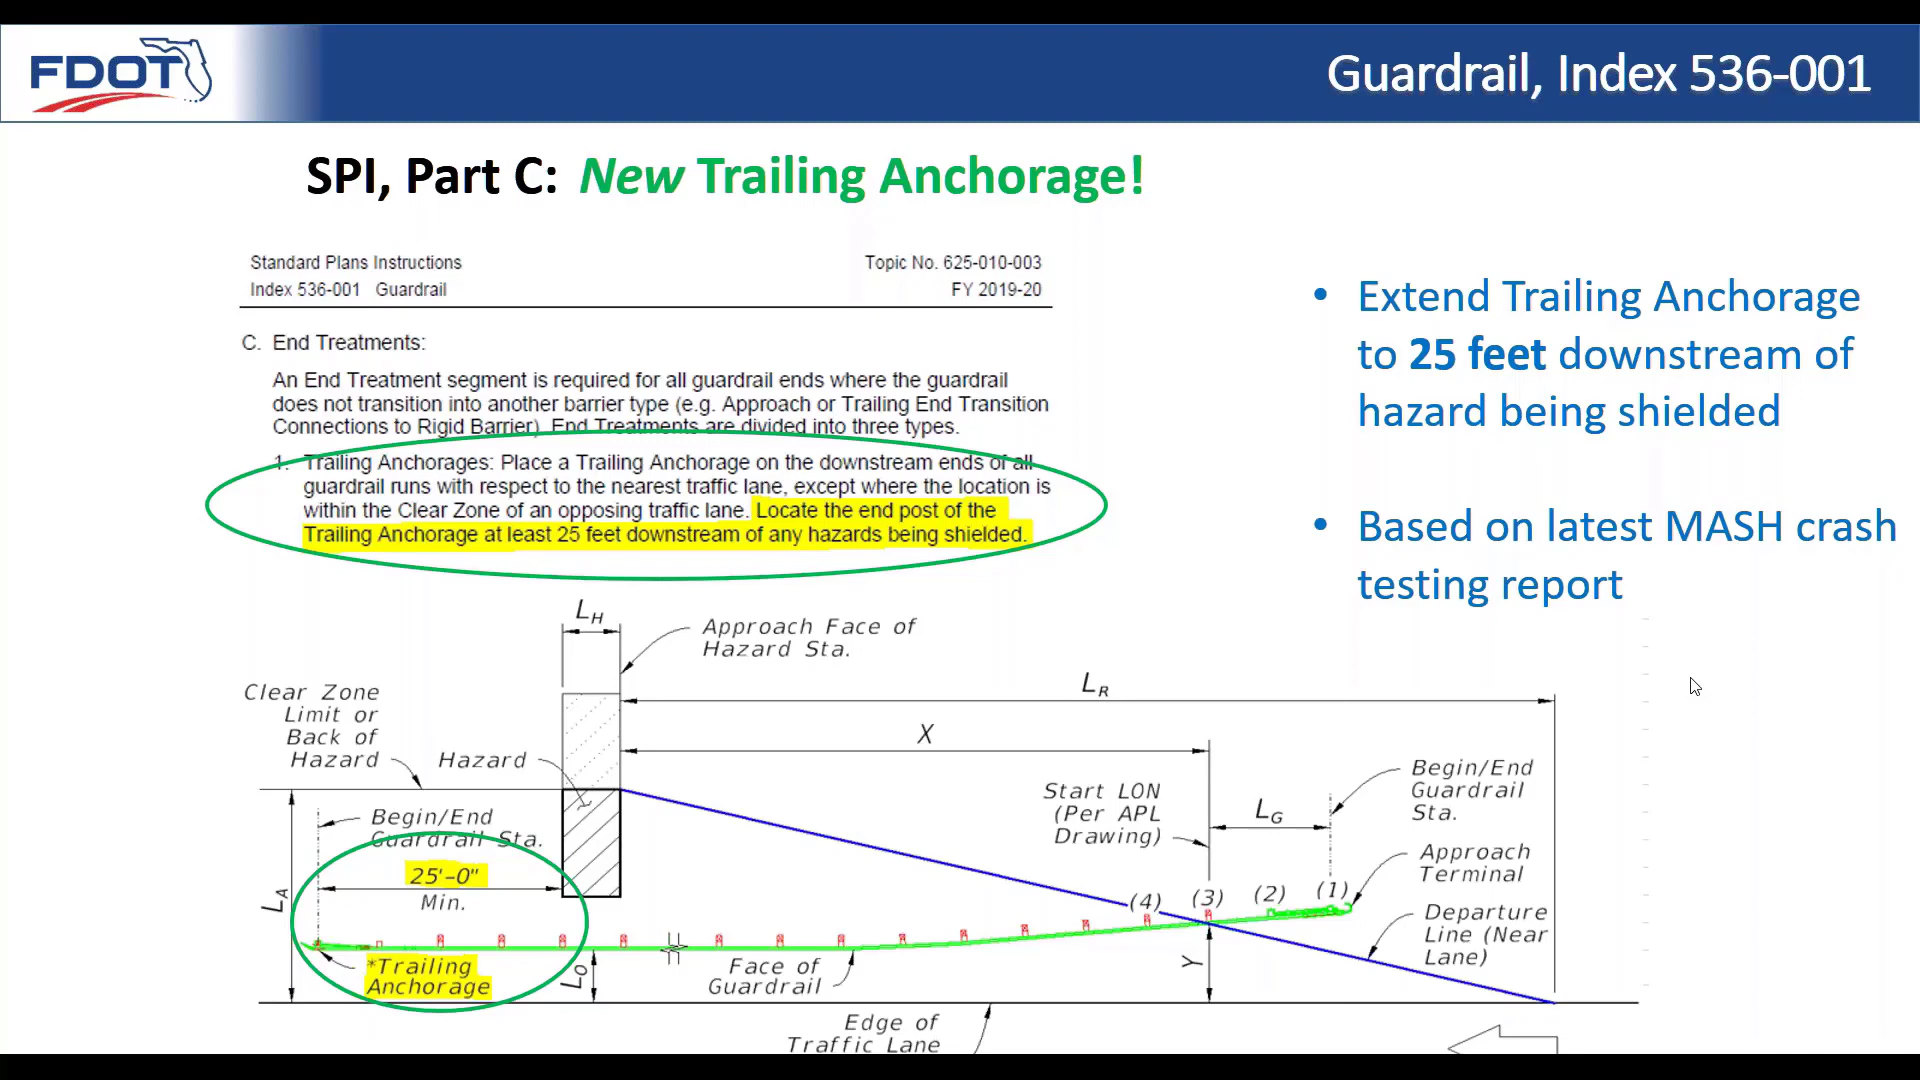 FDOT
Guardrail, Index 536-001
SPI, Part C: New Trailing Anchorage!
Standard Plans Instructions
Topic No. 625-010-003
Index 536-001 Guardrail
FY 2019-20
C. End Treatments:
An End Treatment segment is required for all guardrail ends where the guardrail
does not transition into another barrier type (e.g. Approach or Trailing End Transition
Connections to Rigid Barrier). End Treatments are divided into three types.
1. Trailing Anchorages: Place a Trailing Anchorage on the downstream ends of all
guardrail runs with respect to the nearest traffic lane, except where the location is
within the Clear Zone of an opposing traffic lane. Locate the end post of the
Trailing Anchorage at least 25 feet downstream of any hazards being shielded.
• Extend Trailing Anchorage
to 25 feet downstream of
hazard being shielded
• Based on latest MASH crash
testing report
LH
Approach Face of
Hazard Sta.
LR
X
Clear Zone
Limit or
Back of
Hazard
Hazard
Begin/End
Guardrail Sta.
25'-0"
Min.
LA
*Trailing
Anchorage
LO
Face of
Guardrail
Edge of
Traffic Lane
Start LON
(Per APL
Drawing)
LG
Begin/End
Guardrail
Sta.
Approach
Terminal
(4)
(3)
(2)
(1)
Y
Departure
Line (Near
Lane)